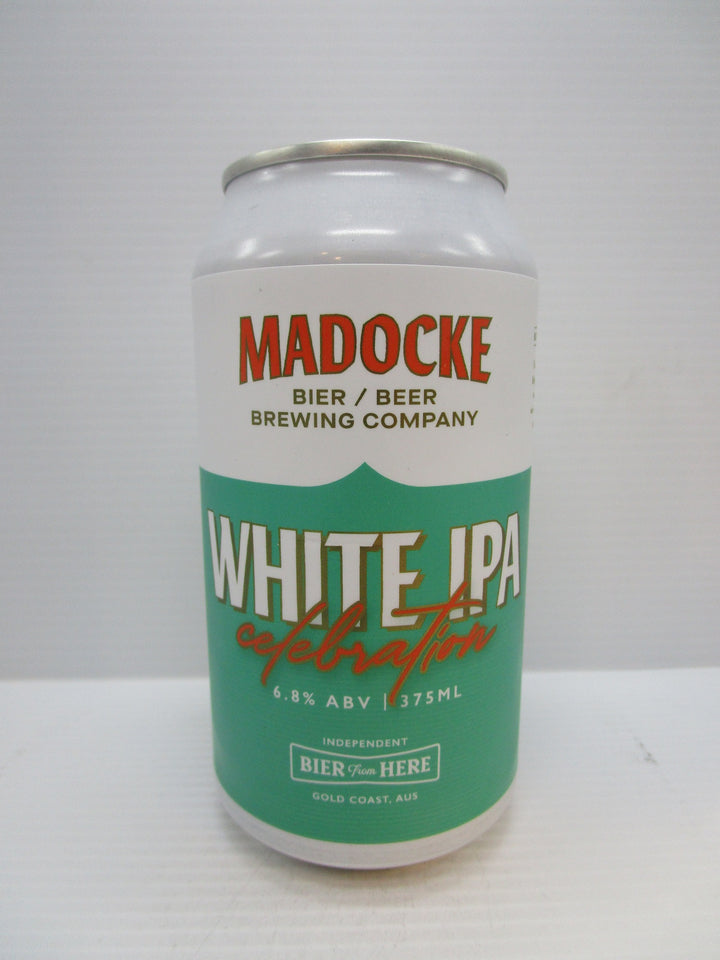 MADOCKE
BIER / BEER
BREWING COMPANY
WHITE IPA
celebration
6.8% ABV | 375ML
INDEPENDENT
BIER From HERE
GOLD COAST, AUS